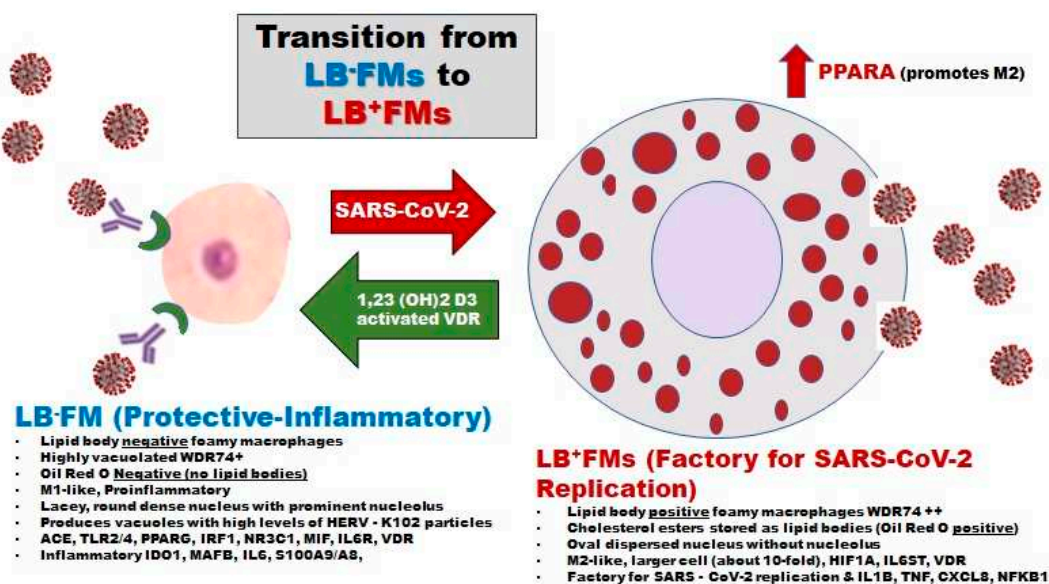 Transition from
LB-FMs to
LB+FMs
PPARA (promotes M2)
SARS-CoV-2
1,23 (OH)2 D3
activated VDR
LB-FM (Protective-Inflammatory)
· Lipid body negative foamy macrophages
· Highly vacuolated WDR74+
· Oil Red O Negative (no lipid bodies)
· M1-like, Proinflammatory
· Lacey, round dense nucleus with prominent nucleolus
· Produces vacuoles with high levels of HERV - K102 particles
· ACE, TLR2/4, PPARG, IRF1, NR3C1, MIF, IL6R, VDR
· Inflammatory IDO1, MAFB, IL6, S100A9/A8,
LB+FMs (Factory for SARS-CoV-2
Replication)
· Lipid body positive foamy macrophages WDR74 ++
· Cholesterol esters stored as lipid bodies (Oil Red O positive)
· Oval dispersed nucleus without nucleolus
· M2-like, larger cell (about 10-fold), HIF1A, IL6ST, VDR
· Factory for SARS - CoV-2 replication & IL1B, TNF, CXCL8, NFKB1